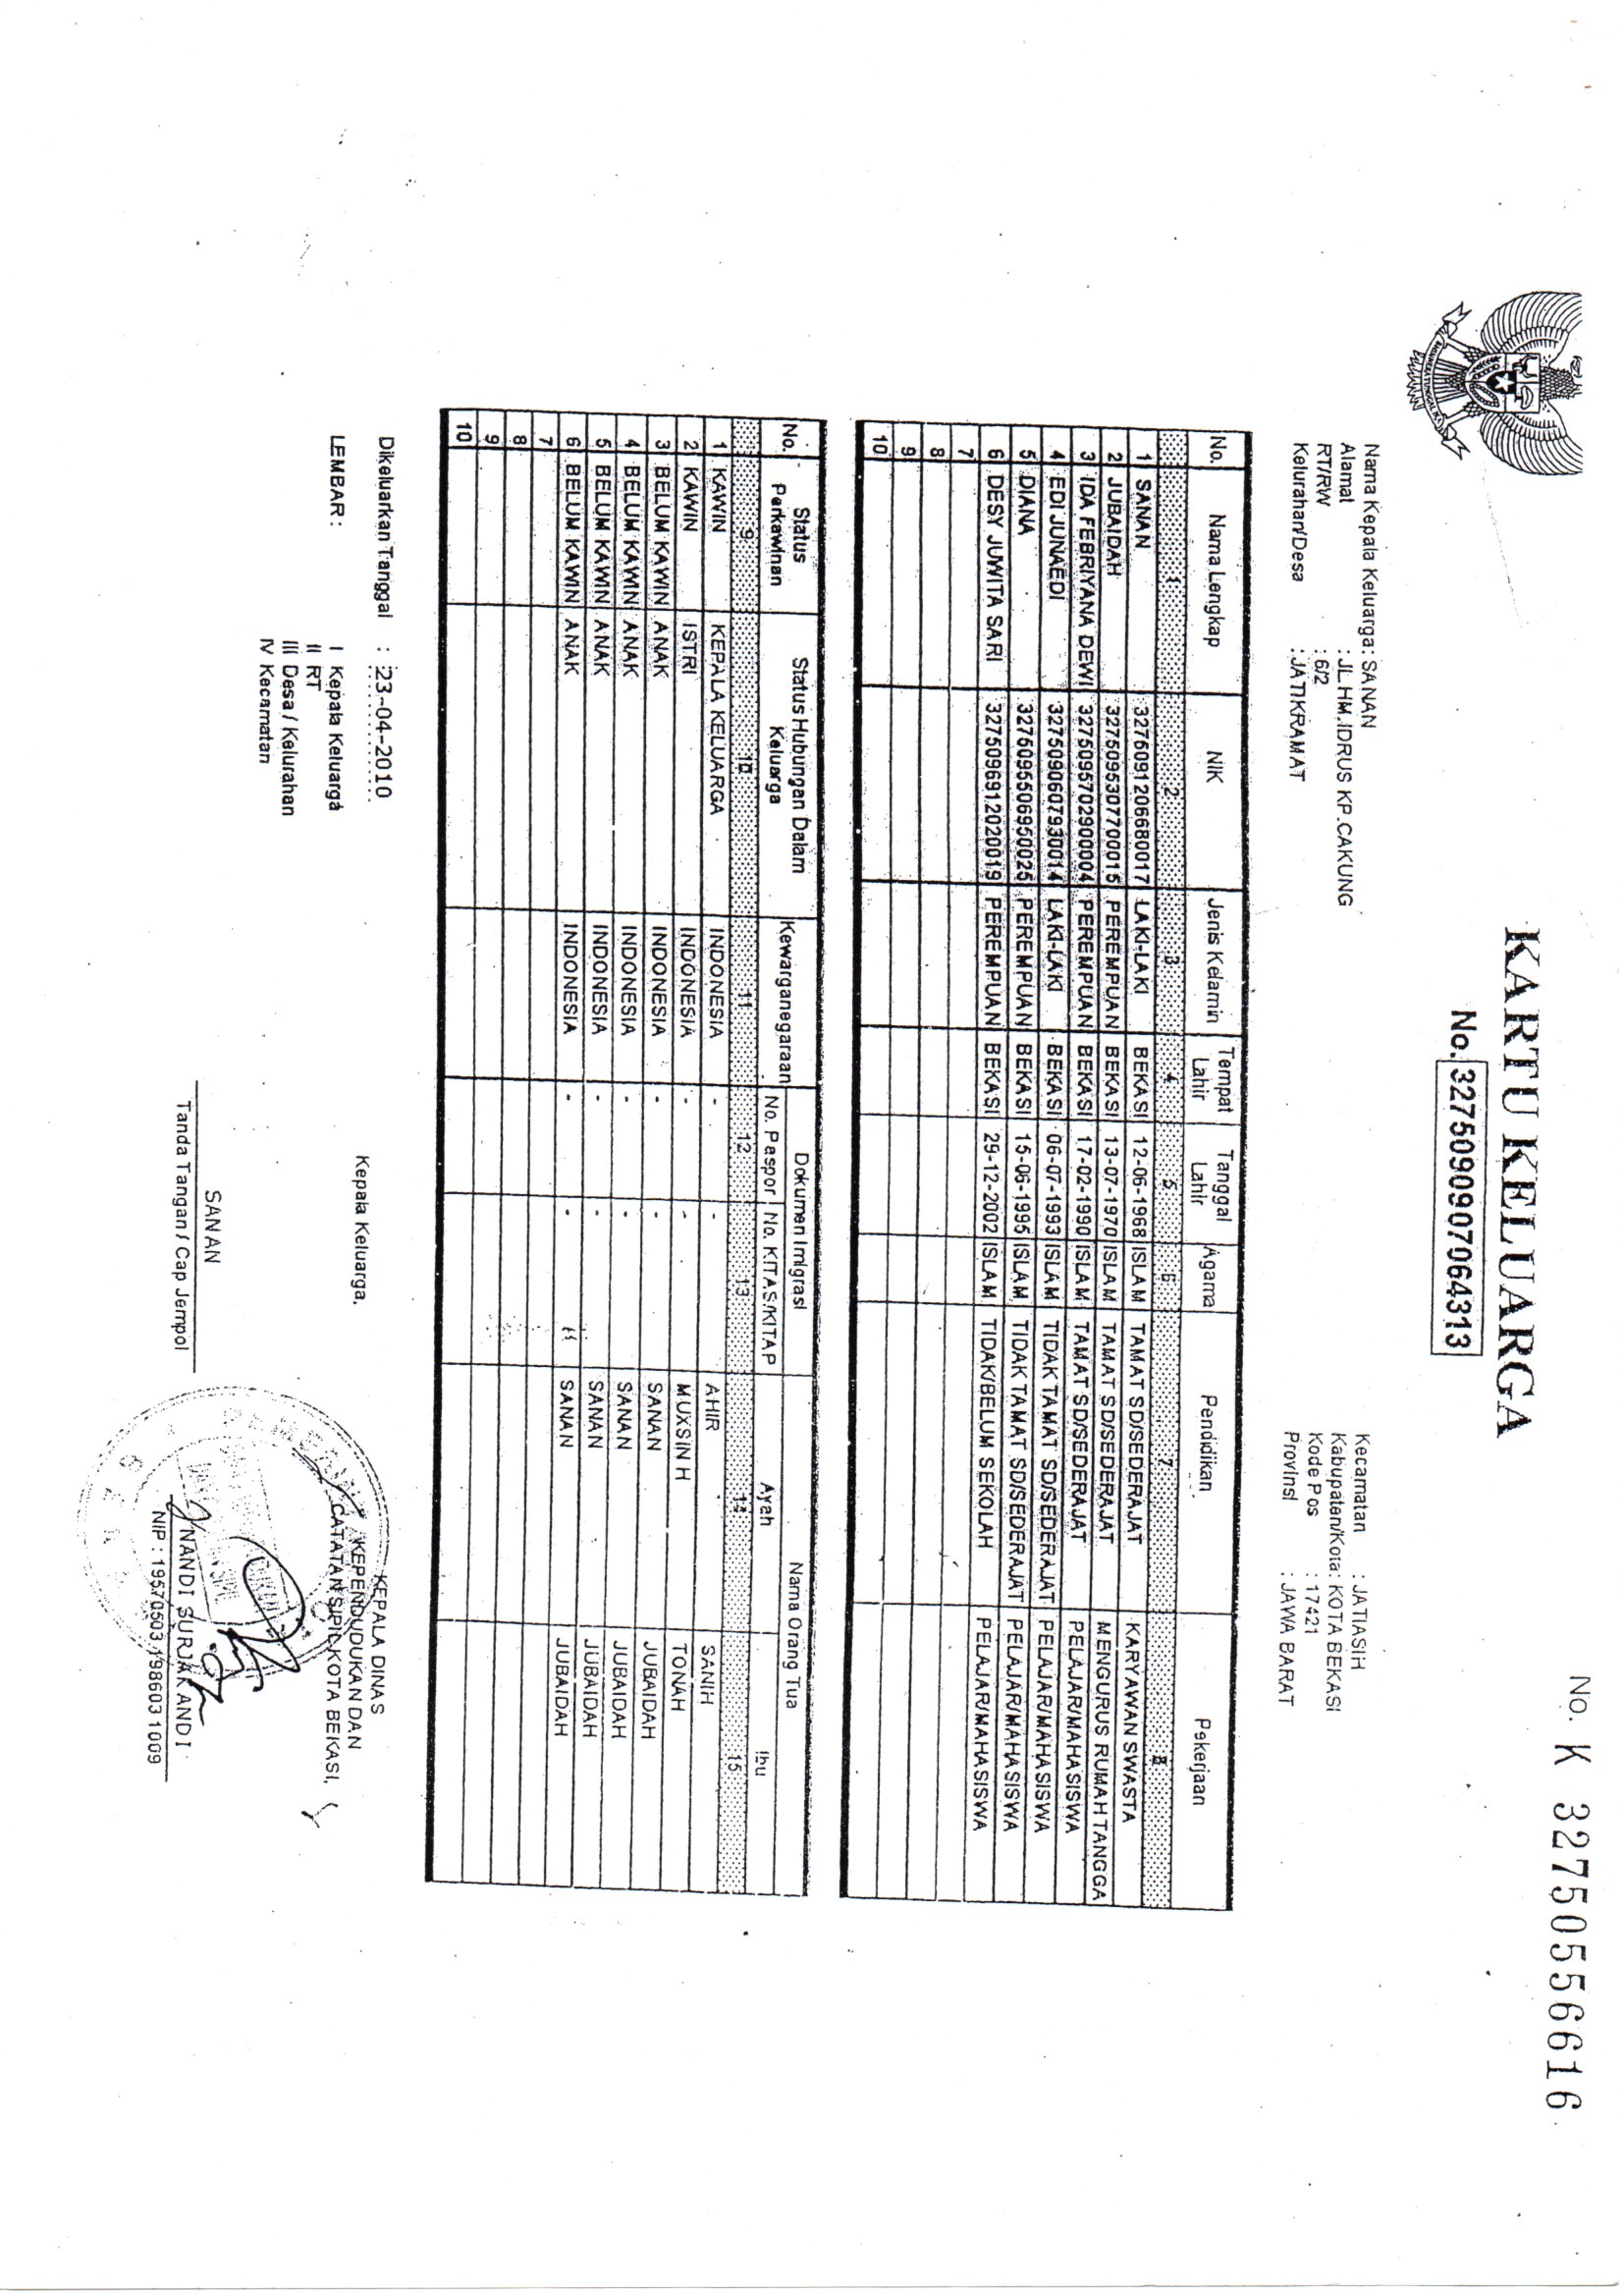 No. K 32750556616
KARTU KELUARGA
No. 3275090907064313
Nama Kepala Keluarga : SANAN
Alamat : JL.HM.IDRUS KP.CAKUNG
RT/RW : 6/2
Kelurahan/Desa : JATIKRAMAT
Kecamatan : JATIASIH
Kabupaten/Kota : KOTA BEKASI
Kode Pos : 17421
Provinsi : JAWA BARAT
No. Nama Lengkap NIK Jenis Kelamin Tempat Lahir Tanggal Lahir Agama Pendidikan Pekerjaan
1 2 3 4 5 6 7 8
1 SANAN 3275091206680017 LAKI-LAKI BEKASI 12-06-1968 ISLAM TAMAT SD/SEDERAJAT KARYAWAN SWASTA
2 JUBAIDAH 3275095307700015 PEREMPUAN BEKASI 13-07-1970 ISLAM TAMAT SD/SEDERAJAT MENGURUS RUMAH TANGGA
3 IDA FEBRIYANA DEWI 3275095702900004 PEREMPUAN BEKASI 17-02-1990 ISLAM TAMAT SD/SEDERAJAT PELAJAR/MAHASISWA
4 EDI JUNAEDI 3275090607930014 LAKI-LAKI BEKASI 06-07-1993 ISLAM TIDAK TAMAT SD/SEDERAJAT PELAJAR/MAHASISWA
5 DIANA 3275095506950025 PEREMPUAN BEKASI 15-06-1995 ISLAM TIDAK TAMAT SD/SEDERAJAT PELAJAR/MAHASISWA
6 DESY JUWITA SARI 3275096912020019 PEREMPUAN BEKASI 29-12-2002 ISLAM TIDAK/BELUM SEKOLAH PELAJAR/MAHASISWA
7
8
9
10
No. Status Perkawinan Status Hubungan Dalam Keluarga Kewarganegaraan Dokumen Imigrasi Nama Orang Tua
No. Paspor No. KITAS/KITAP Ayah Ibu
9 10 11 12 13 14 15
1 KAWIN KEPALA KELUARGA INDONESIA - - AHIR SANIH
2 KAWIN ISTRI INDONESIA - - MUXSIN H TONAH
3 BELUM KAWIN ANAK INDONESIA - - SANAN JUBAIDAH
4 BELUM KAWIN ANAK INDONESIA - - SANAN JUBAIDAH
5 BELUM KAWIN ANAK INDONESIA - - SANAN JUBAIDAH
6 BELUM KAWIN ANAK INDONESIA - - SANAN JUBAIDAH
7
8
9
10
Dikeluarkan Tanggal : 23-04-2010
LEMBAR : I Kepala Keluarga
II RT
III Desa / Kelurahan
IV Kecamatan
Kepala Keluarga,
SANAN
Tanda Tangan / Cap Jempol
KEPALA DINAS
KEPENDUDUKAN DAN
CATATAN SIPIL KOTA BEKASI,
NANDI SURJA KANDI
NIP : 19570503 198603 1009